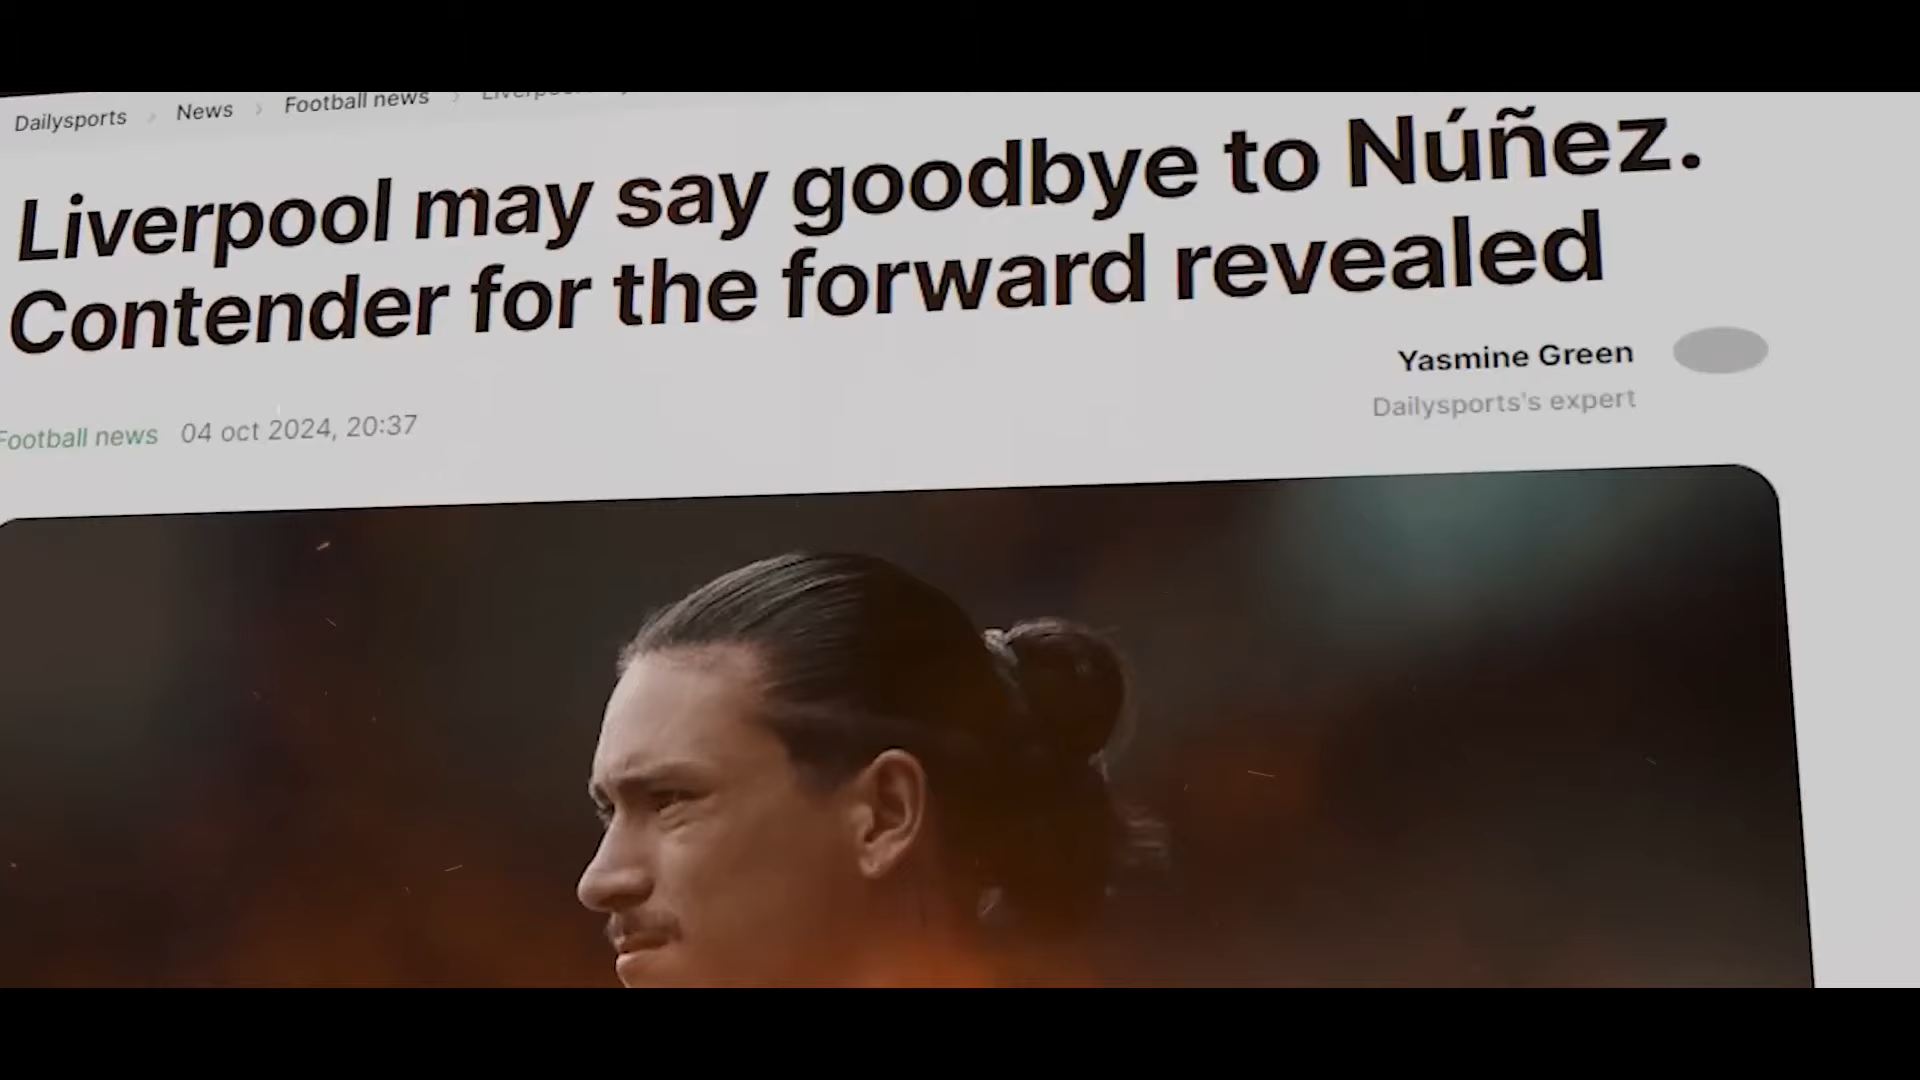 Dailysports > News > Football news >
Liverpool may say goodbye to Núñez.
Contender for the forward revealed
Yasmine Green
Dailysports's expert
Football news 04 oct 2024, 20:37